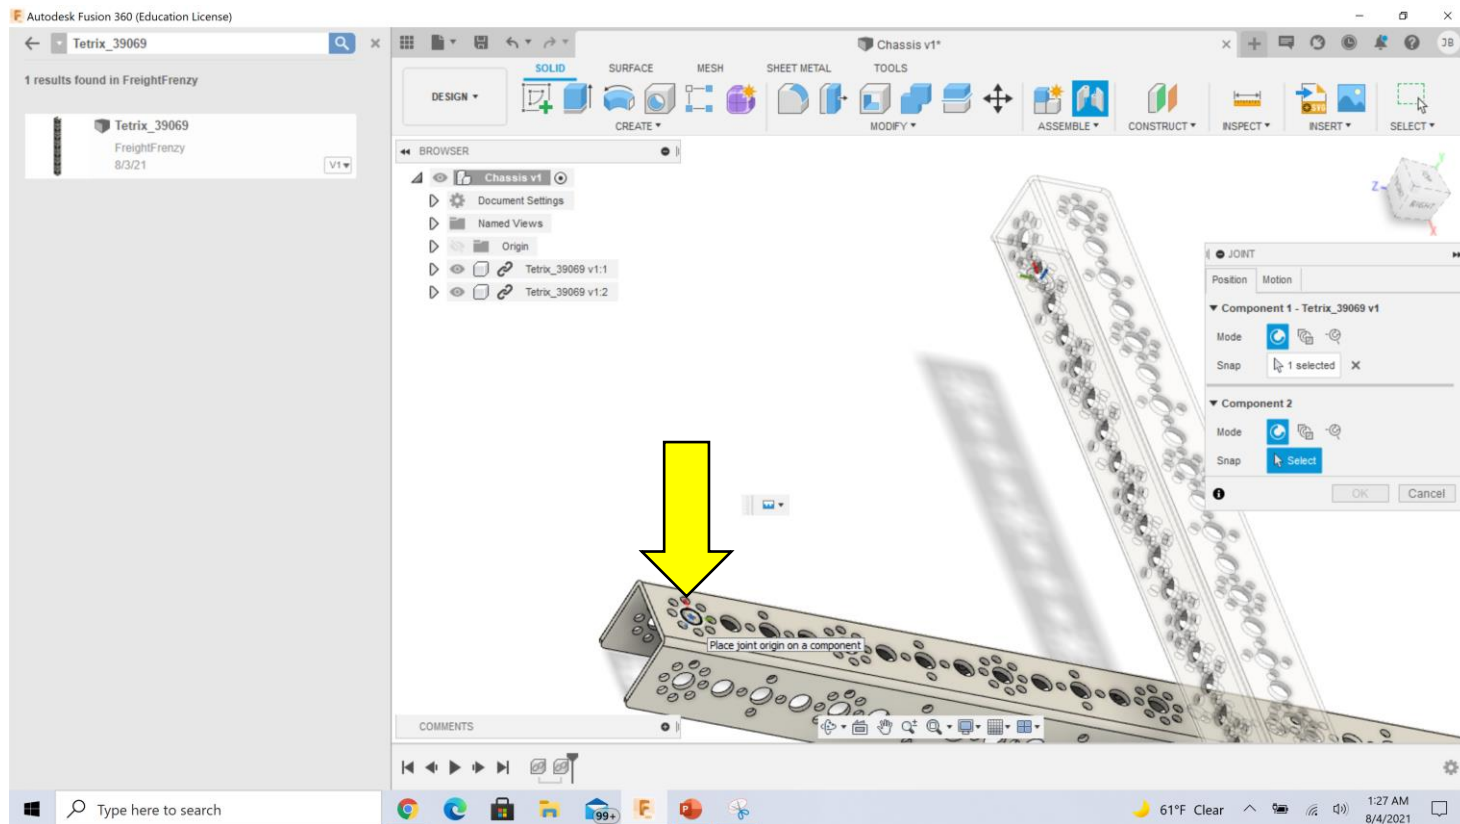 Autodesk Fusion 360 (Education License)
Tetrix_39069
1 results found in FreightFrenzy
Tetrix_39069
FreightFrenzy
8/3/21
V1
Chassis v1*
JB
SOLID SURFACE MESH SHEET METAL TOOLS
DESIGN
CREATE MODIFY ASSEMBLE CONSTRUCT INSPECT INSERT SELECT
BROWSER
Chassis v1
Document Settings
Named Views
Origin
Tetrix_39069 v1:1
Tetrix_39069 v1:2
Y
Z
RIGHT
X
JOINT
Position Motion
Component 1 - Tetrix_39069 v1
Mode
Snap 1 selected
Component 2
Mode
Snap Select
OK Cancel
Place joint origin on a component
COMMENTS
Type here to search
99+
61°F Clear
1:27 AM
8/4/2021